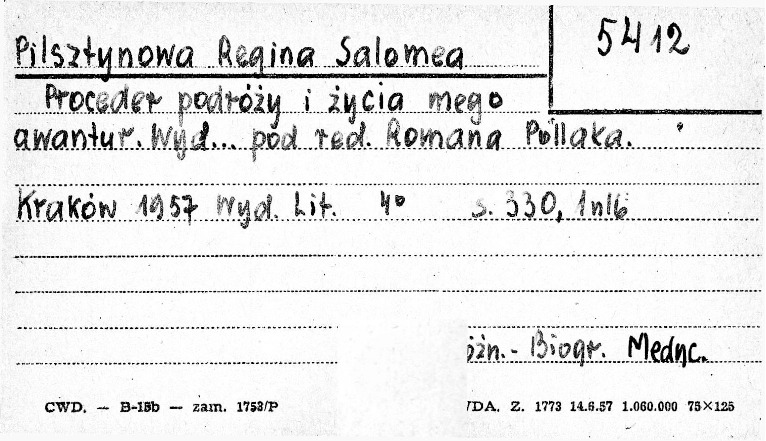 Pilsztynowa Regina Salomea
5412
Proceder podróży i życia mego
awantur. Wyd... pod red. Romana Pollaka.
Kraków 1957 Wyd. Lit. 4° s. 330, 1nlb
óżn.- Biogr. Medyc.
CWD. — B-15b — zam. 1753/P
WDA. Z. 1773 14.6.57 1.060.000 75×125